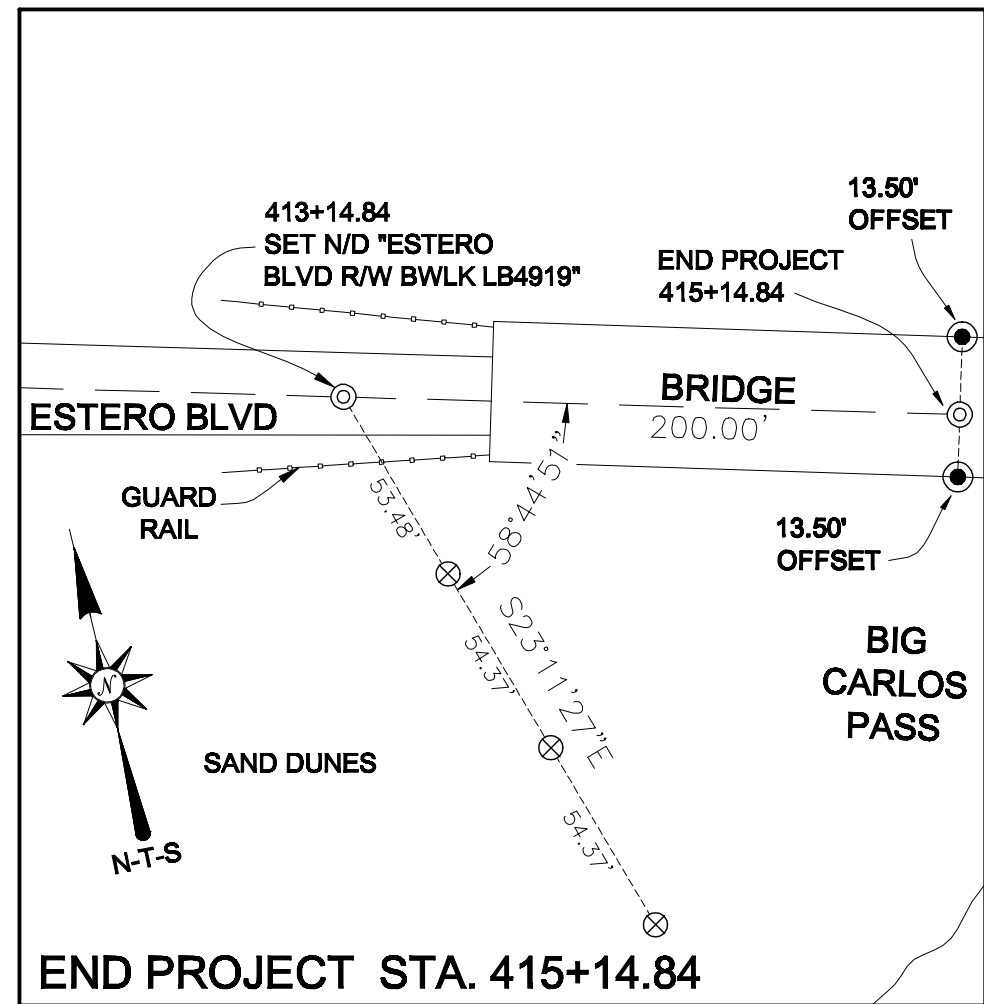 13.50'
OFFSET
413+14.84
SET N/D "ESTERO
BLVD R/W BWLK LB4919"
END PROJECT
415+14.84
BRIDGE
200.00'
ESTERO BLVD
GUARD
RAIL
53.48'
58°44'51"
13.50'
OFFSET
S23°11'27"E
54.37'
BIG
CARLOS
PASS
N
SAND DUNES
54.37'
N-T-S
END PROJECT STA. 415+14.84